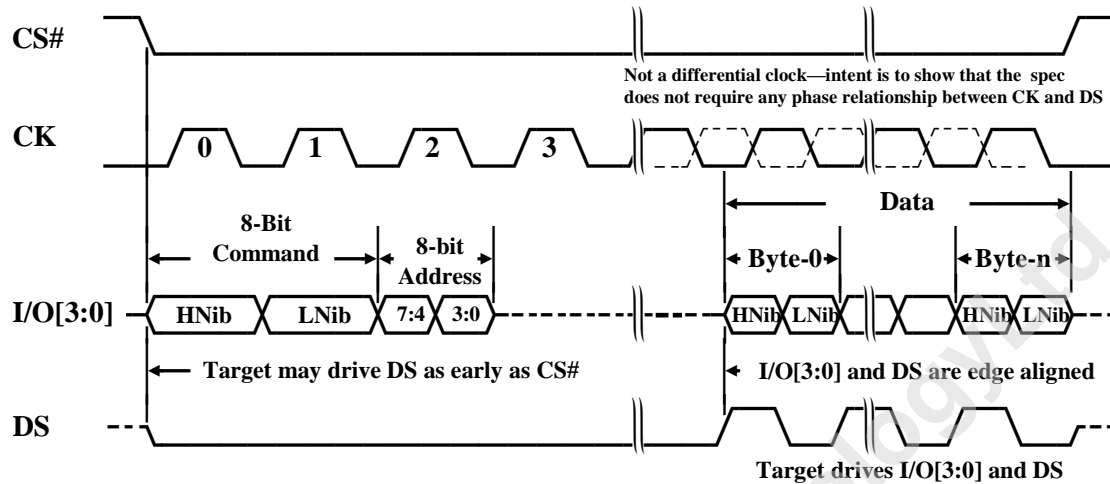 CS#
Not a differential clock—intent is to show that the spec
does not require any phase relationship between CK and DS
CK
0
1
2
3
Data
8-Bit
Command
8-bit
Address
Byte-0
Byte-n
I/O[3:0]
HNib
LNib
7:4
3:0
HNib
LNib
HNib
LNib
Target may drive DS as early as CS#
I/O[3:0] and DS are edge aligned
DS
Target drives I/O[3:0] and DS
ologyLtd